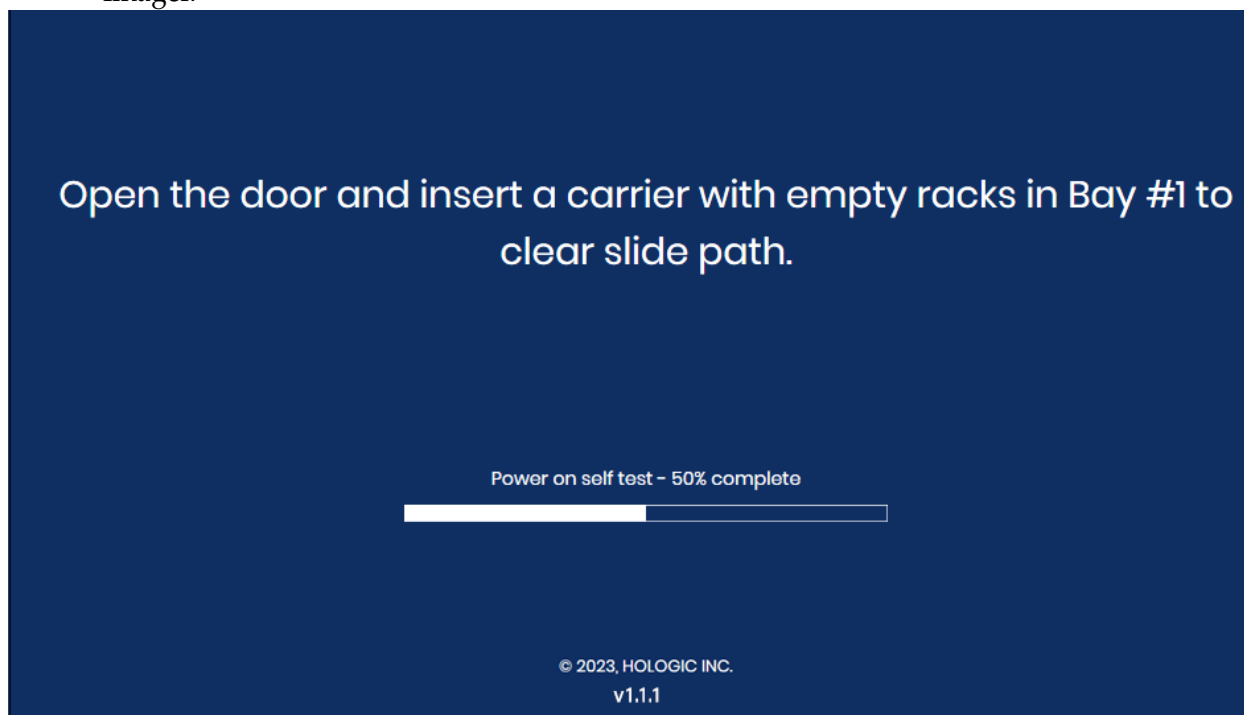 Imager.
Open the door and insert a carrier with empty racks in Bay #1 to
clear slide path.
Power on self test - 50% complete
© 2023, HOLOGIC INC.
v1.1.1